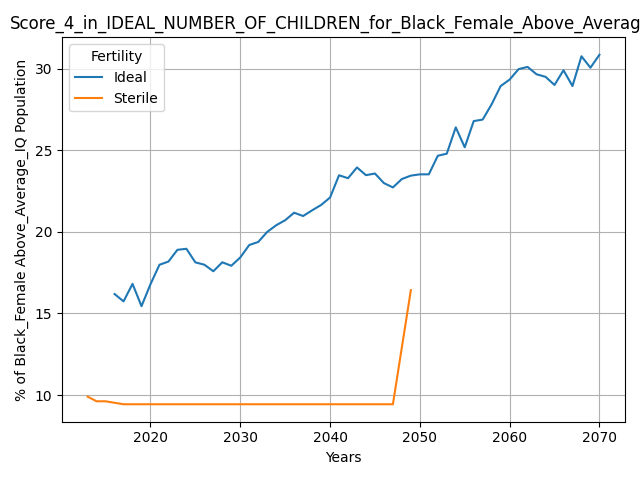 Score_4_in_IDEAL_NUMBER_OF_CHILDREN_for_Black_Female_Above_Averag
Fertility
Ideal
Sterile
% of Black_Female Above_Average_IQ Population
30
25
20
15
10
2020 2030 2040 2050 2060 2070
Years